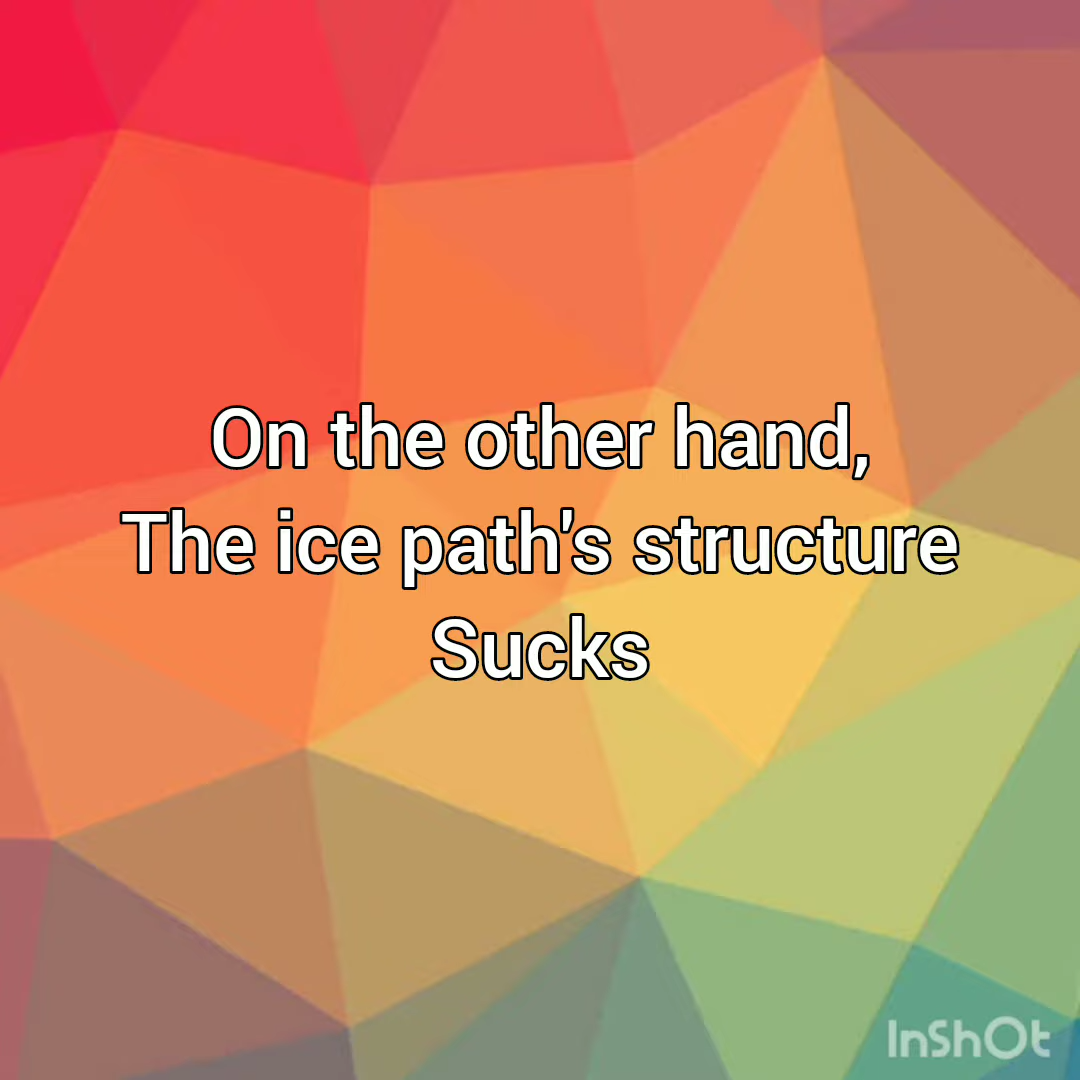 On the other hand,
The ice path's structure
Sucks
InShOt